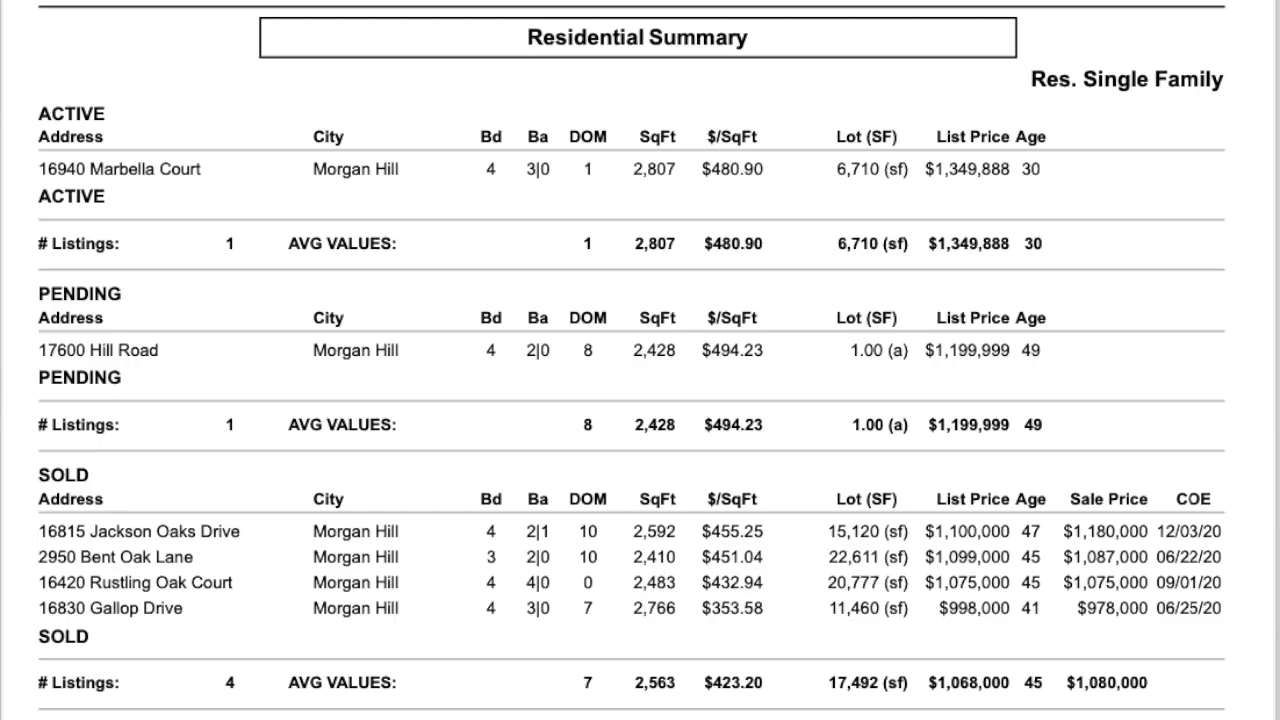 Residential Summary
Res. Single Family
ACTIVE
Address City Bd Ba DOM SqFt $/SqFt Lot (SF) List Price Age
16940 Marbella Court Morgan Hill 4 3|0 1 2,807 $480.90 6,710 (sf) $1,349,888 30
ACTIVE
# Listings: 1 AVG VALUES: 1 2,807 $480.90 6,710 (sf) $1,349,888 30
PENDING
Address City Bd Ba DOM SqFt $/SqFt Lot (SF) List Price Age
17600 Hill Road Morgan Hill 4 2|0 8 2,428 $494.23 1.00 (a) $1,199,999 49
PENDING
# Listings: 1 AVG VALUES: 8 2,428 $494.23 1.00 (a) $1,199,999 49
SOLD
Address City Bd Ba DOM SqFt $/SqFt Lot (SF) List Price Age Sale Price COE
16815 Jackson Oaks Drive Morgan Hill 4 2|1 10 2,592 $455.25 15,120 (sf) $1,100,000 47 $1,180,000 12/03/20
2950 Bent Oak Lane Morgan Hill 3 2|0 10 2,410 $451.04 22,611 (sf) $1,099,000 45 $1,087,000 06/22/20
16420 Rustling Oak Court Morgan Hill 4 4|0 0 2,483 $432.94 20,777 (sf) $1,075,000 45 $1,075,000 09/01/20
16830 Gallop Drive Morgan Hill 4 3|0 7 2,766 $353.58 11,460 (sf) $998,000 41 $978,000 06/25/20
SOLD
# Listings: 4 AVG VALUES: 7 2,563 $423.20 17,492 (sf) $1,068,000 45 $1,080,000